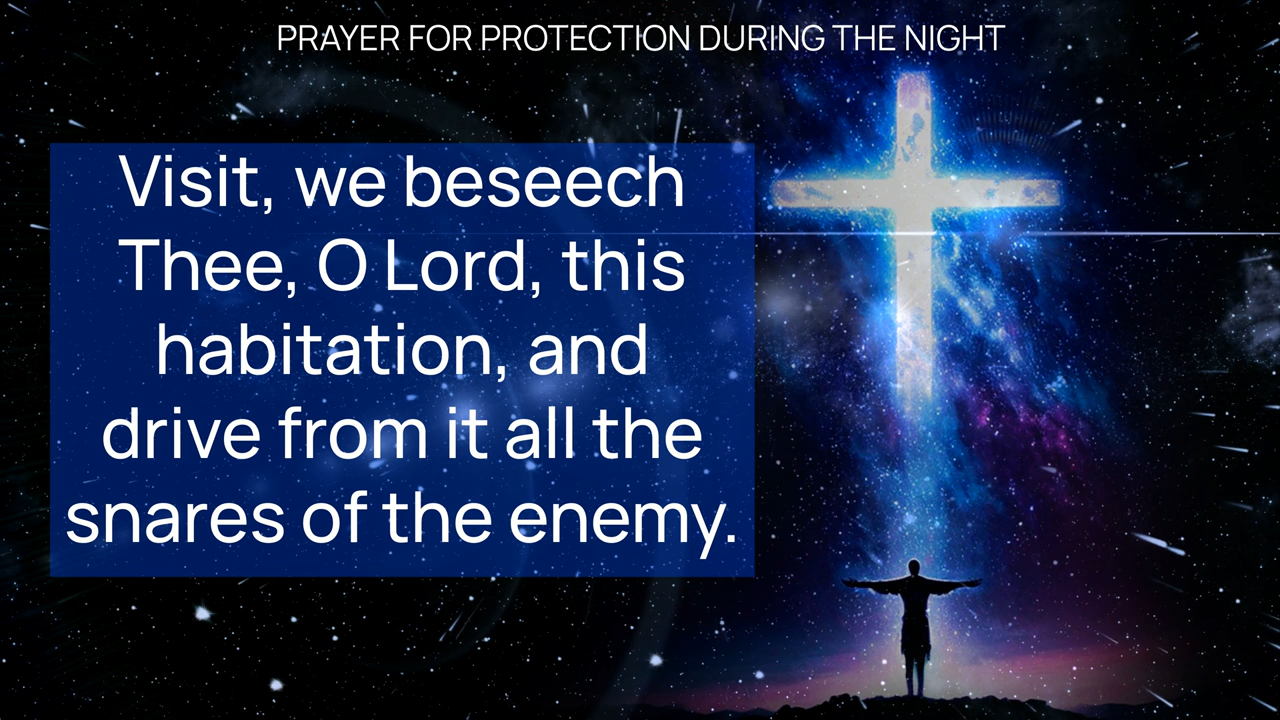 PRAYER FOR PROTECTION DURING THE NIGHT
Visit, we beseech
Thee, O Lord, this
habitation, and
drive from it all the
snares of the enemy.